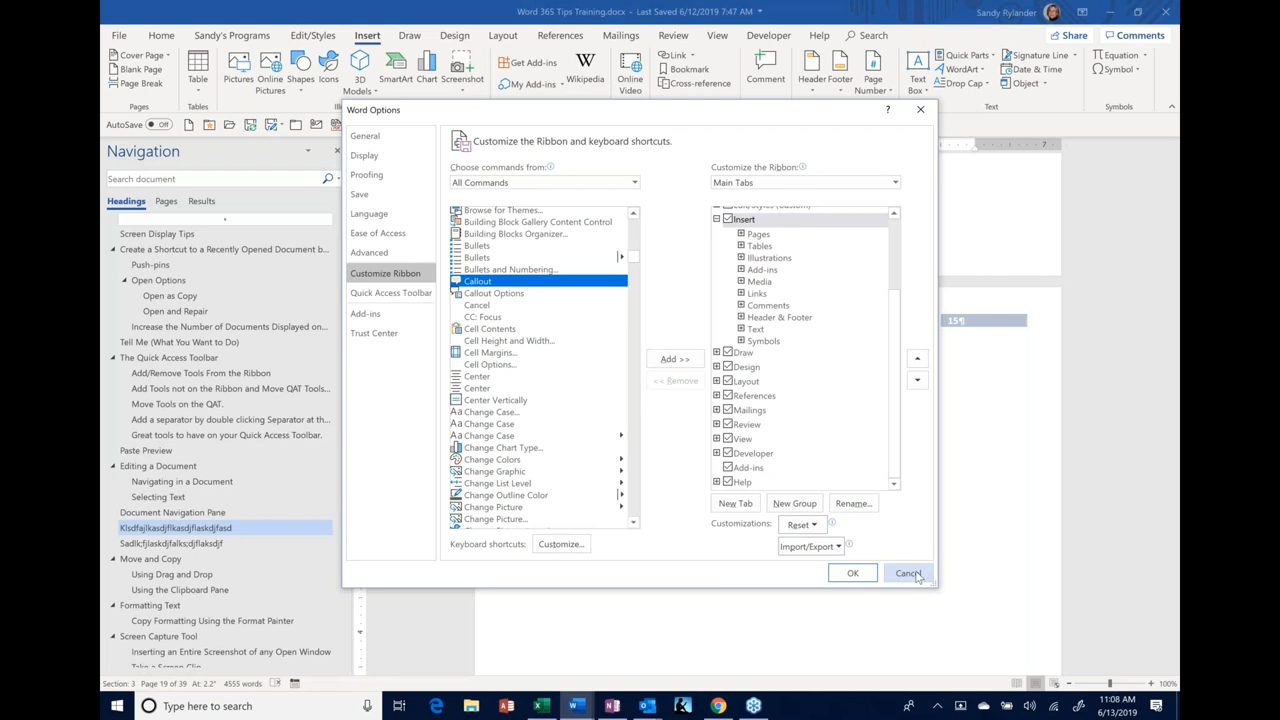 Word 365 Tips Training.docx - Last Saved 6/12/2019 7:47 AM
Sandy Rylander
File Home Sandy's Programs Edit/Styles Insert Draw Design Layout References Mailings Review View Developer Help Search Share Comments
Cover Page
Blank Page
Page Break
Pages
Table
Tables
Pictures
Online Pictures
Shapes
Icons
3D Models
SmartArt
Chart
Screenshot
Get Add-ins
My Add-ins
Wikipedia
Online Video
Link
Bookmark
Cross-reference
Comment
Header
Footer
Page Number
Text Box
Quick Parts
WordArt
Drop Cap
Signature Line
Date & Time
Object
Text
Equation
Symbol
Symbols
AutoSave Off
Navigation
Search document
Headings Pages Results
Screen Display Tips
Create a Shortcut to a Recently Opened Document b
Push-pins
Open Options
Open as Copy
Open and Repair
Increase the Number of Documents Displayed on...
Tell Me (What You Want to Do)
The Quick Access Toolbar
Add/Remove Tools From the Ribbon
Add Tools not on the Ribbon and Move QAT Tools...
Move Tools on the QAT.
Add a separator by double clicking Separator at th...
Great tools to have on your Quick Access Toolbar.
Paste Preview
Editing a Document
Navigating in a Document
Selecting Text
Document Navigation Pane
Klsdfajlkasdjflkasdjflaskdjfasd
Sadlk;fjlaskdjfalks;djflaksdjf
Move and Copy
Using Drag and Drop
Using the Clipboard Pane
Formatting Text
Copy Formatting Using the Format Painter
Screen Capture Tool
Inserting an Entire Screenshot of any Open Window
Take a Screen Clip
Word Options
?
General
Display
Proofing
Save
Language
Ease of Access
Advanced
Customize Ribbon
Quick Access Toolbar
Add-ins
Trust Center
Customize the Ribbon and keyboard shortcuts.
Choose commands from:
All Commands
Browse for Themes...
Building Block Gallery Content Control
Building Blocks Organizer...
Bullets
Bullets
Bullets and Numbering...
Callout
Callout Options
Cancel
CC: Focus
Cell Contents
Cell Height and Width...
Cell Margins...
Cell Options...
Center
Center
Center Vertically
Change Case...
Change Case
Change Case
Change Chart Type...
Change Colors
Change Graphic
Change List Level
Change Outline Color
Change Picture
Change Picture...
Keyboard shortcuts: Customize...
Add >>
<< Remove
Customize the Ribbon:
Main Tabs
Edit/Styles (Custom)
Insert
Pages
Tables
Illustrations
Add-ins
Media
Links
Comments
Header & Footer
Text
Symbols
Draw
Design
Layout
References
Mailings
Review
View
Developer
Add-ins
Help
New Tab New Group Rename...
Customizations: Reset
Import/Export
OK Cancel
7
15¶
Section: 3 Page 19 of 39 At: 2.2" 4555 words
100%
Type here to search
11:08 AM
6/13/2019